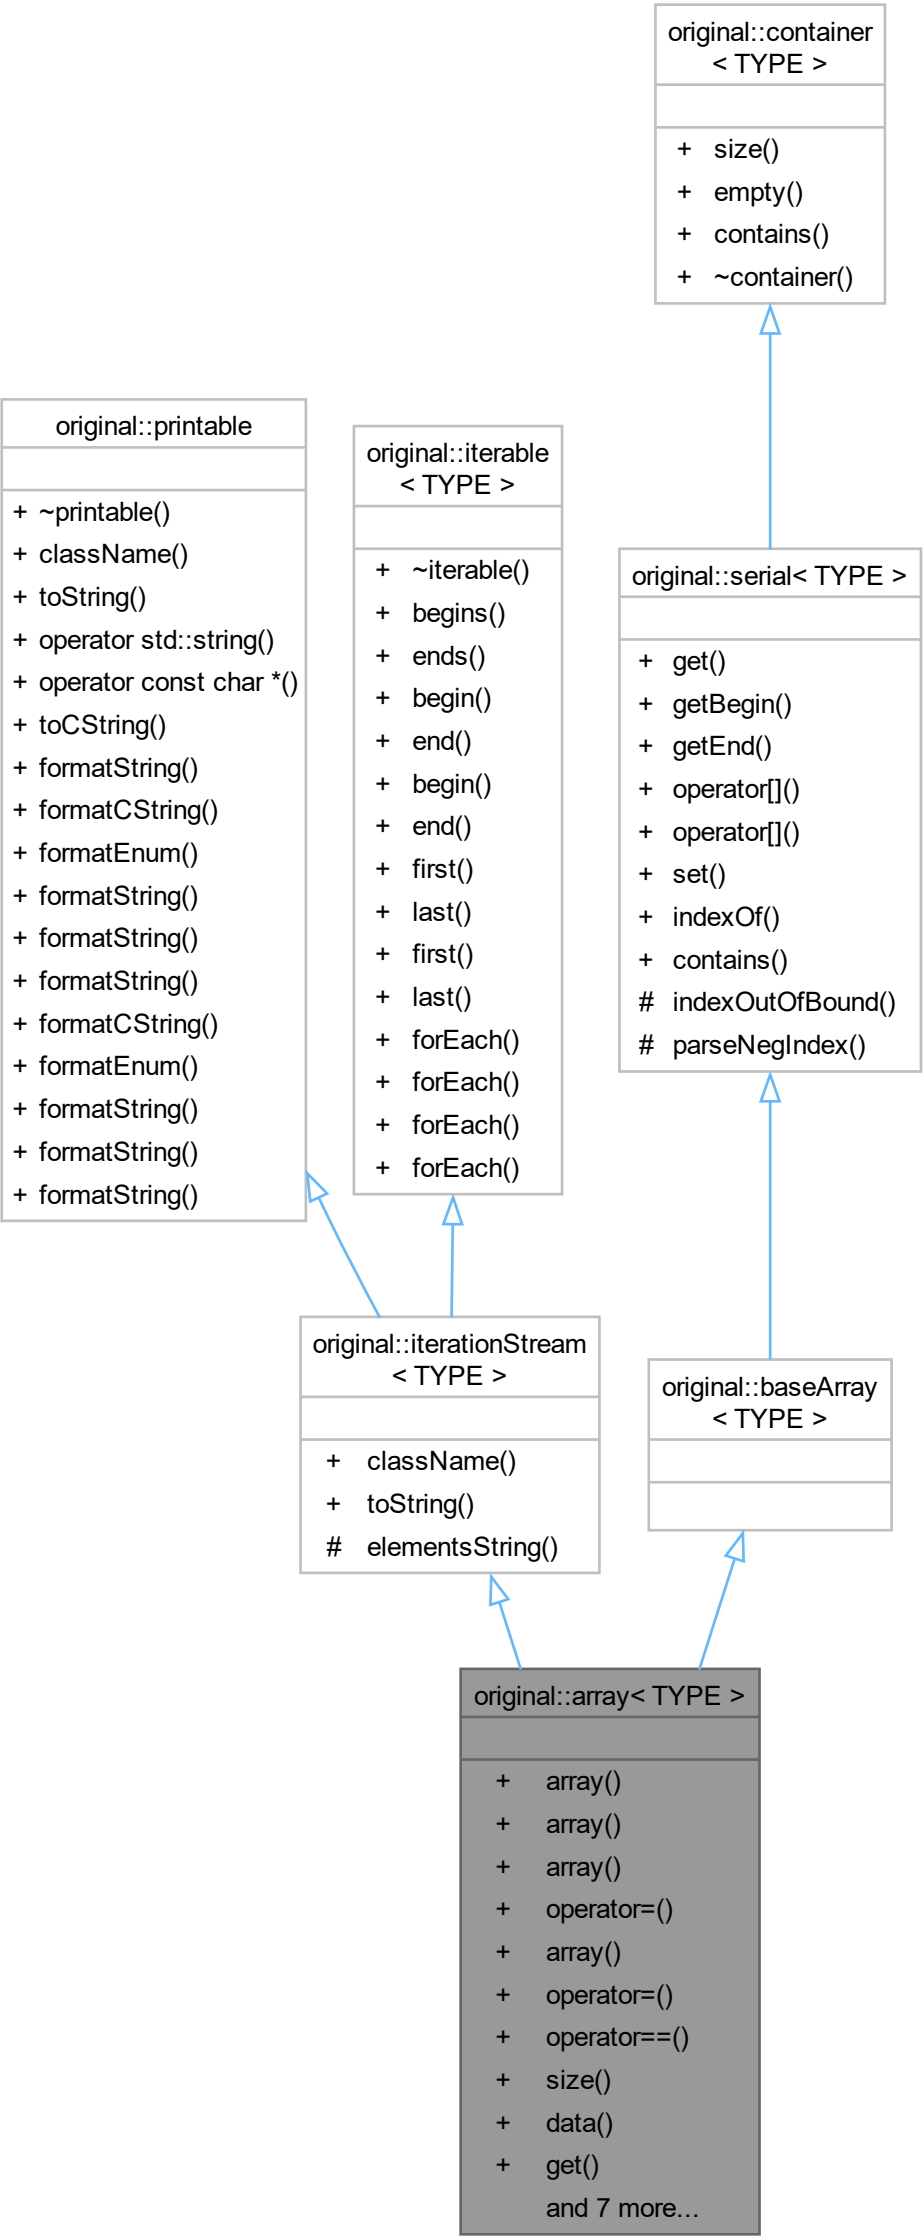 original::container
< TYPE >
+ size()
+ empty()
+ contains()
+ ~container()
original::printable
+ ~printable()
+ className()
+ toString()
+ operator std::string()
+ operator const char *()
+ toCString()
+ formatString()
+ formatCString()
+ formatEnum()
+ formatString()
+ formatString()
+ formatString()
+ formatCString()
+ formatEnum()
+ formatString()
+ formatString()
+ formatString()
original::iterable
< TYPE >
+ ~iterable()
+ begins()
+ ends()
+ begin()
+ end()
+ begin()
+ end()
+ first()
+ last()
+ first()
+ last()
+ forEach()
+ forEach()
+ forEach()
+ forEach()
original::serial< TYPE >
+ get()
+ getBegin()
+ getEnd()
+ operator[]()
+ operator[]()
+ set()
+ indexOf()
+ contains()
# indexOutOfBound()
# parseNegIndex()
original::iterationStream
< TYPE >
+ className()
+ toString()
# elementsString()
original::baseArray
< TYPE >
original::array< TYPE >
+ array()
+ array()
+ array()
+ operator=()
+ array()
+ operator=()
+ operator==()
+ size()
+ data()
+ get()
and 7 more...